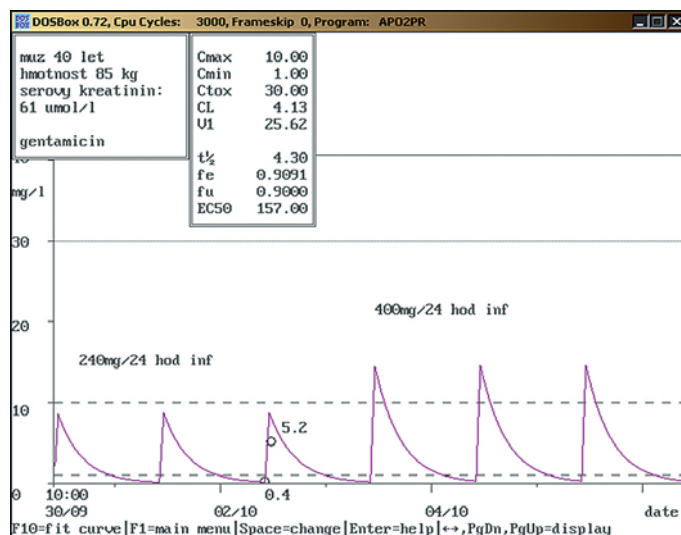 DOSBox 0.72, Cpu Cycles: 3000, Frameskip 0, Program: APO2PR
muz 40 let
hmotnost 85 kg
serovy kreatinin:
61 umol/l
gentamicin
Cmax 10.00
Cmin 1.00
Ctox 30.00
CL 4.13
V1 25.62
t½ 4.30
fe 0.9091
fu 0.9000
EC50 157.00
mg/l
30
400mg/24 hod inf
20
240mg/24 hod inf
10
5.2
0 10:00 0.4
30/09 02/10 04/10 date
F10=fit curve|F1=main menu|Space=change|Enter=help|↔,PgDn,PgUp=display